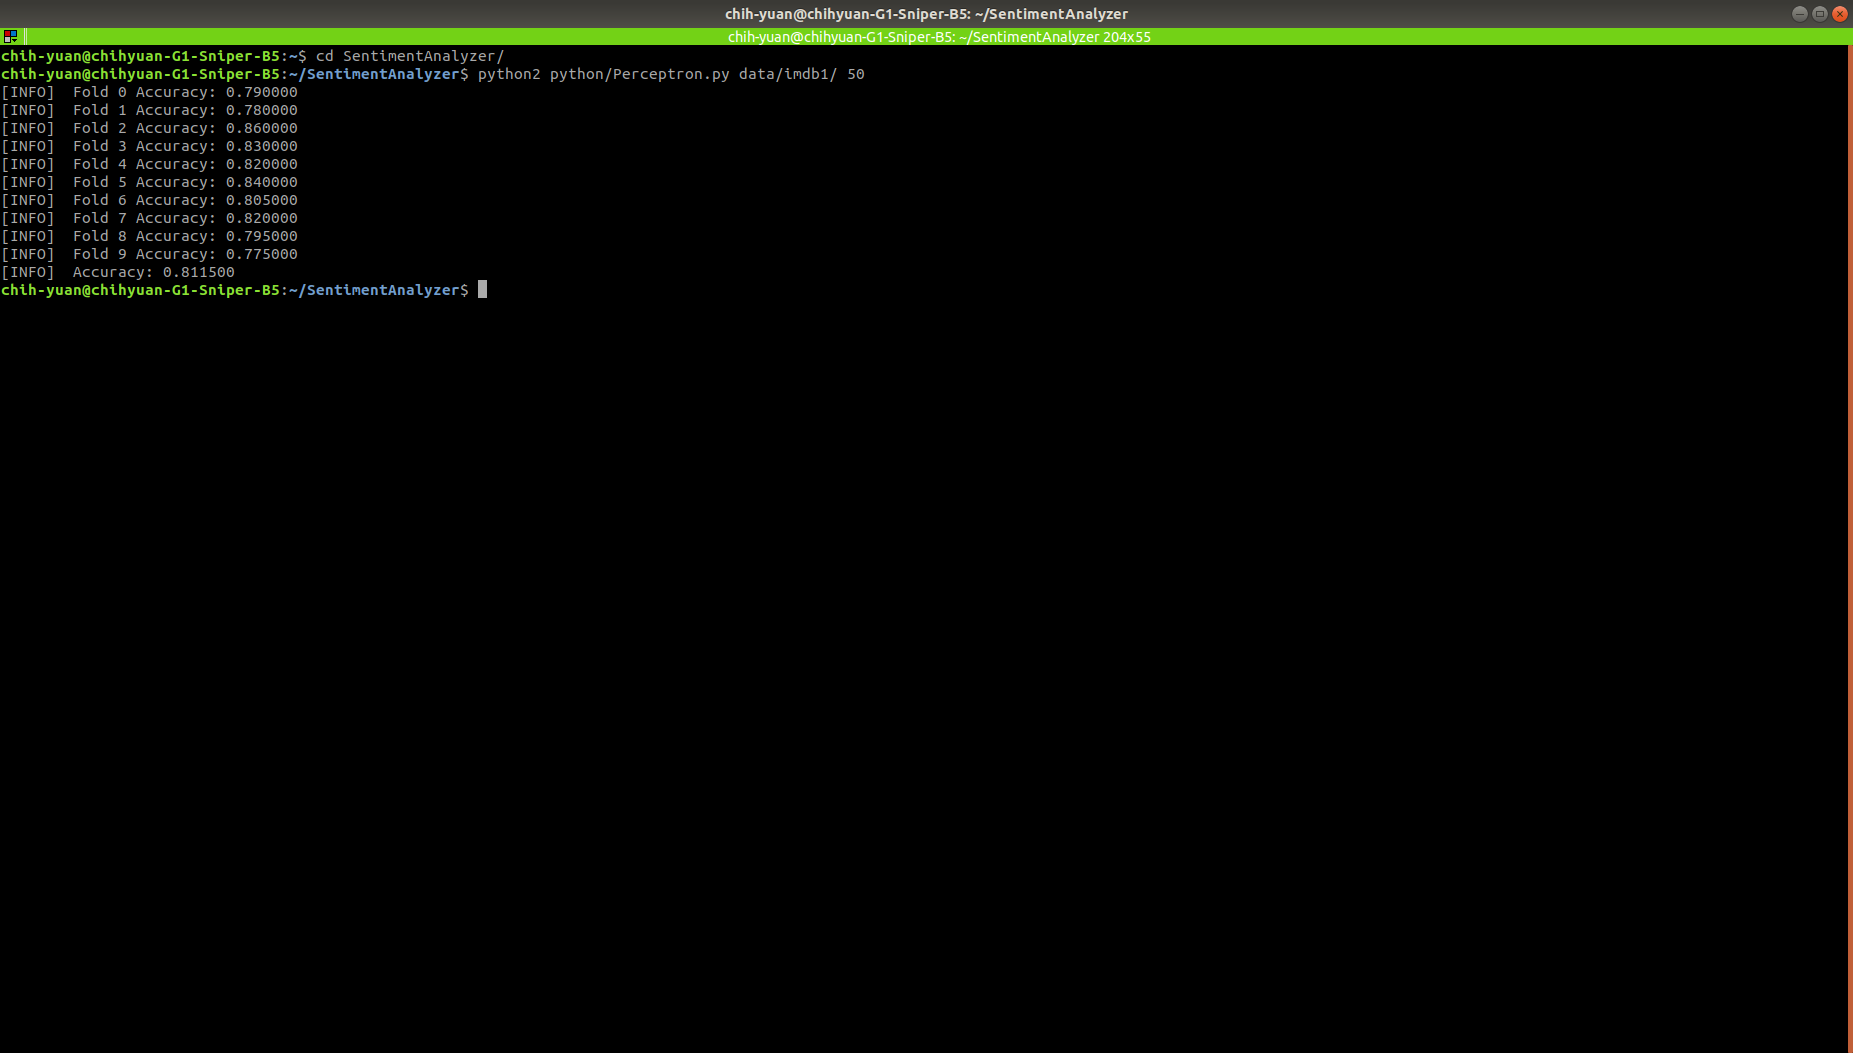 chih-yuan@chihyuan-G1-Sniper-B5: ~/SentimentAnalyzer
chih-yuan@chihyuan-G1-Sniper-B5: ~/SentimentAnalyzer 204x55
chih-yuan@chihyuan-G1-Sniper-B5:~$ cd SentimentAnalyzer/
chih-yuan@chihyuan-G1-Sniper-B5:~/SentimentAnalyzer$ python2 python/Perceptron.py data/imdb1/ 50
[INFO]  Fold 0 Accuracy: 0.790000
[INFO]  Fold 1 Accuracy: 0.780000
[INFO]  Fold 2 Accuracy: 0.860000
[INFO]  Fold 3 Accuracy: 0.830000
[INFO]  Fold 4 Accuracy: 0.820000
[INFO]  Fold 5 Accuracy: 0.840000
[INFO]  Fold 6 Accuracy: 0.805000
[INFO]  Fold 7 Accuracy: 0.820000
[INFO]  Fold 8 Accuracy: 0.795000
[INFO]  Fold 9 Accuracy: 0.775000
[INFO]  Accuracy: 0.811500
chih-yuan@chihyuan-G1-Sniper-B5:~/SentimentAnalyzer$